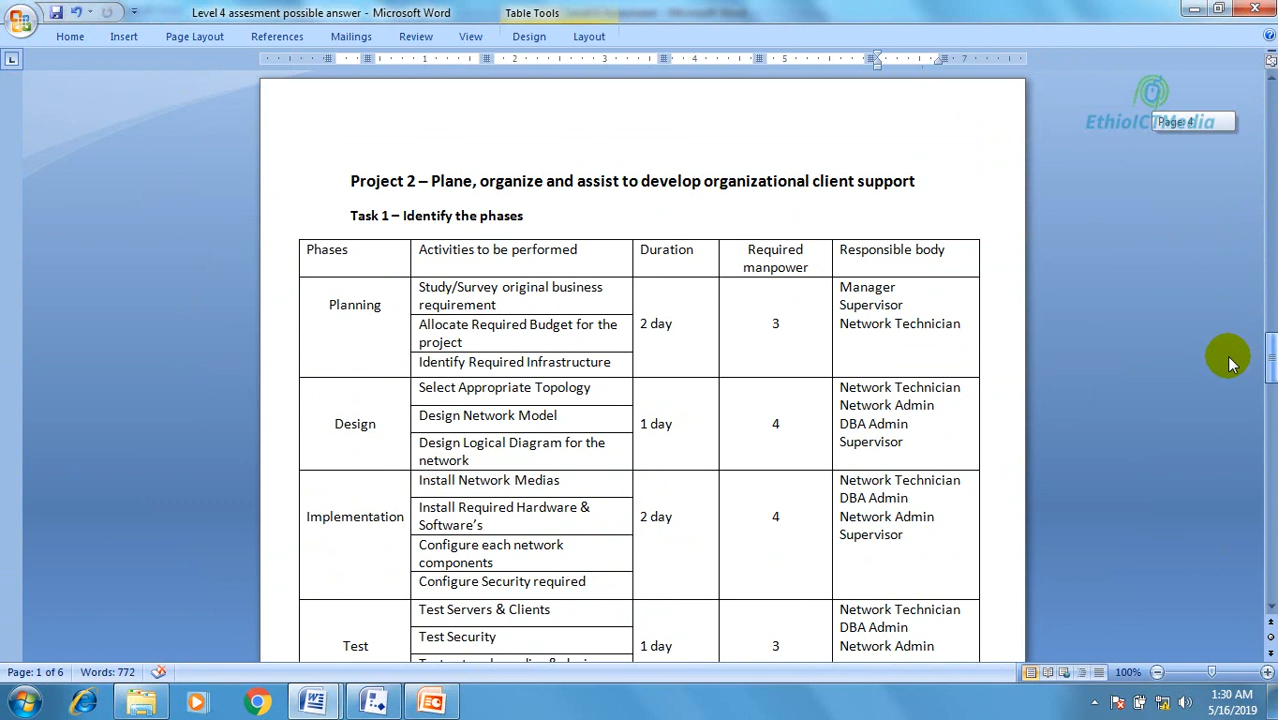 Level 4 assesment possible answer - Microsoft Word
Table Tools
Home Insert Page Layout References Mailings Review View Design Layout
1 2 3 4 5 7
EthioICTMedia
Page: 4
Project 2 – Plane, organize and assist to develop organizational client support
Task 1 – Identify the phases
Phases
Activities to be performed
Duration
Required
manpower
Responsible body
Planning
Study/Survey original business
requirement
Allocate Required Budget for the
project
Identify Required Infrastructure
2 day
3
Manager
Supervisor
Network Technician
Design
Select Appropriate Topology
Design Network Model
Design Logical Diagram for the
network
1 day
4
Network Technician
Network Admin
DBA Admin
Supervisor
Implementation
Install Network Medias
Install Required Hardware &
Software's
Configure each network
components
Configure Security required
2 day
4
Network Technician
DBA Admin
Network Admin
Supervisor
Test
Test Servers & Clients
Test Security
1 day
3
Network Technician
DBA Admin
Network Admin
Page: 1 of 6 Words: 772
100%
1:30 AM
5/16/2019